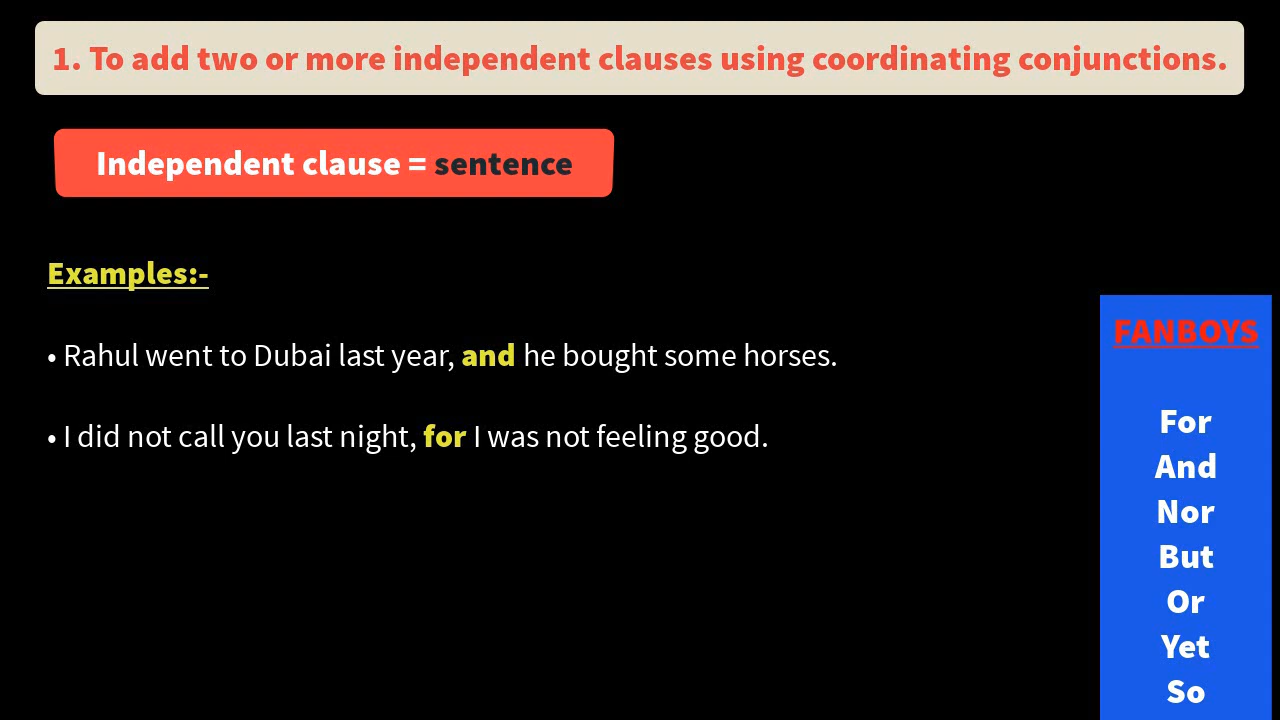 1. To add two or more independent clauses using coordinating conjunctions.
Independent clause = sentence
Examples:-
• Rahul went to Dubai last year, and he bought some horses.
• I did not call you last night, for I was not feeling good.
FANBOYS
For
And
Nor
But
Or
Yet
So